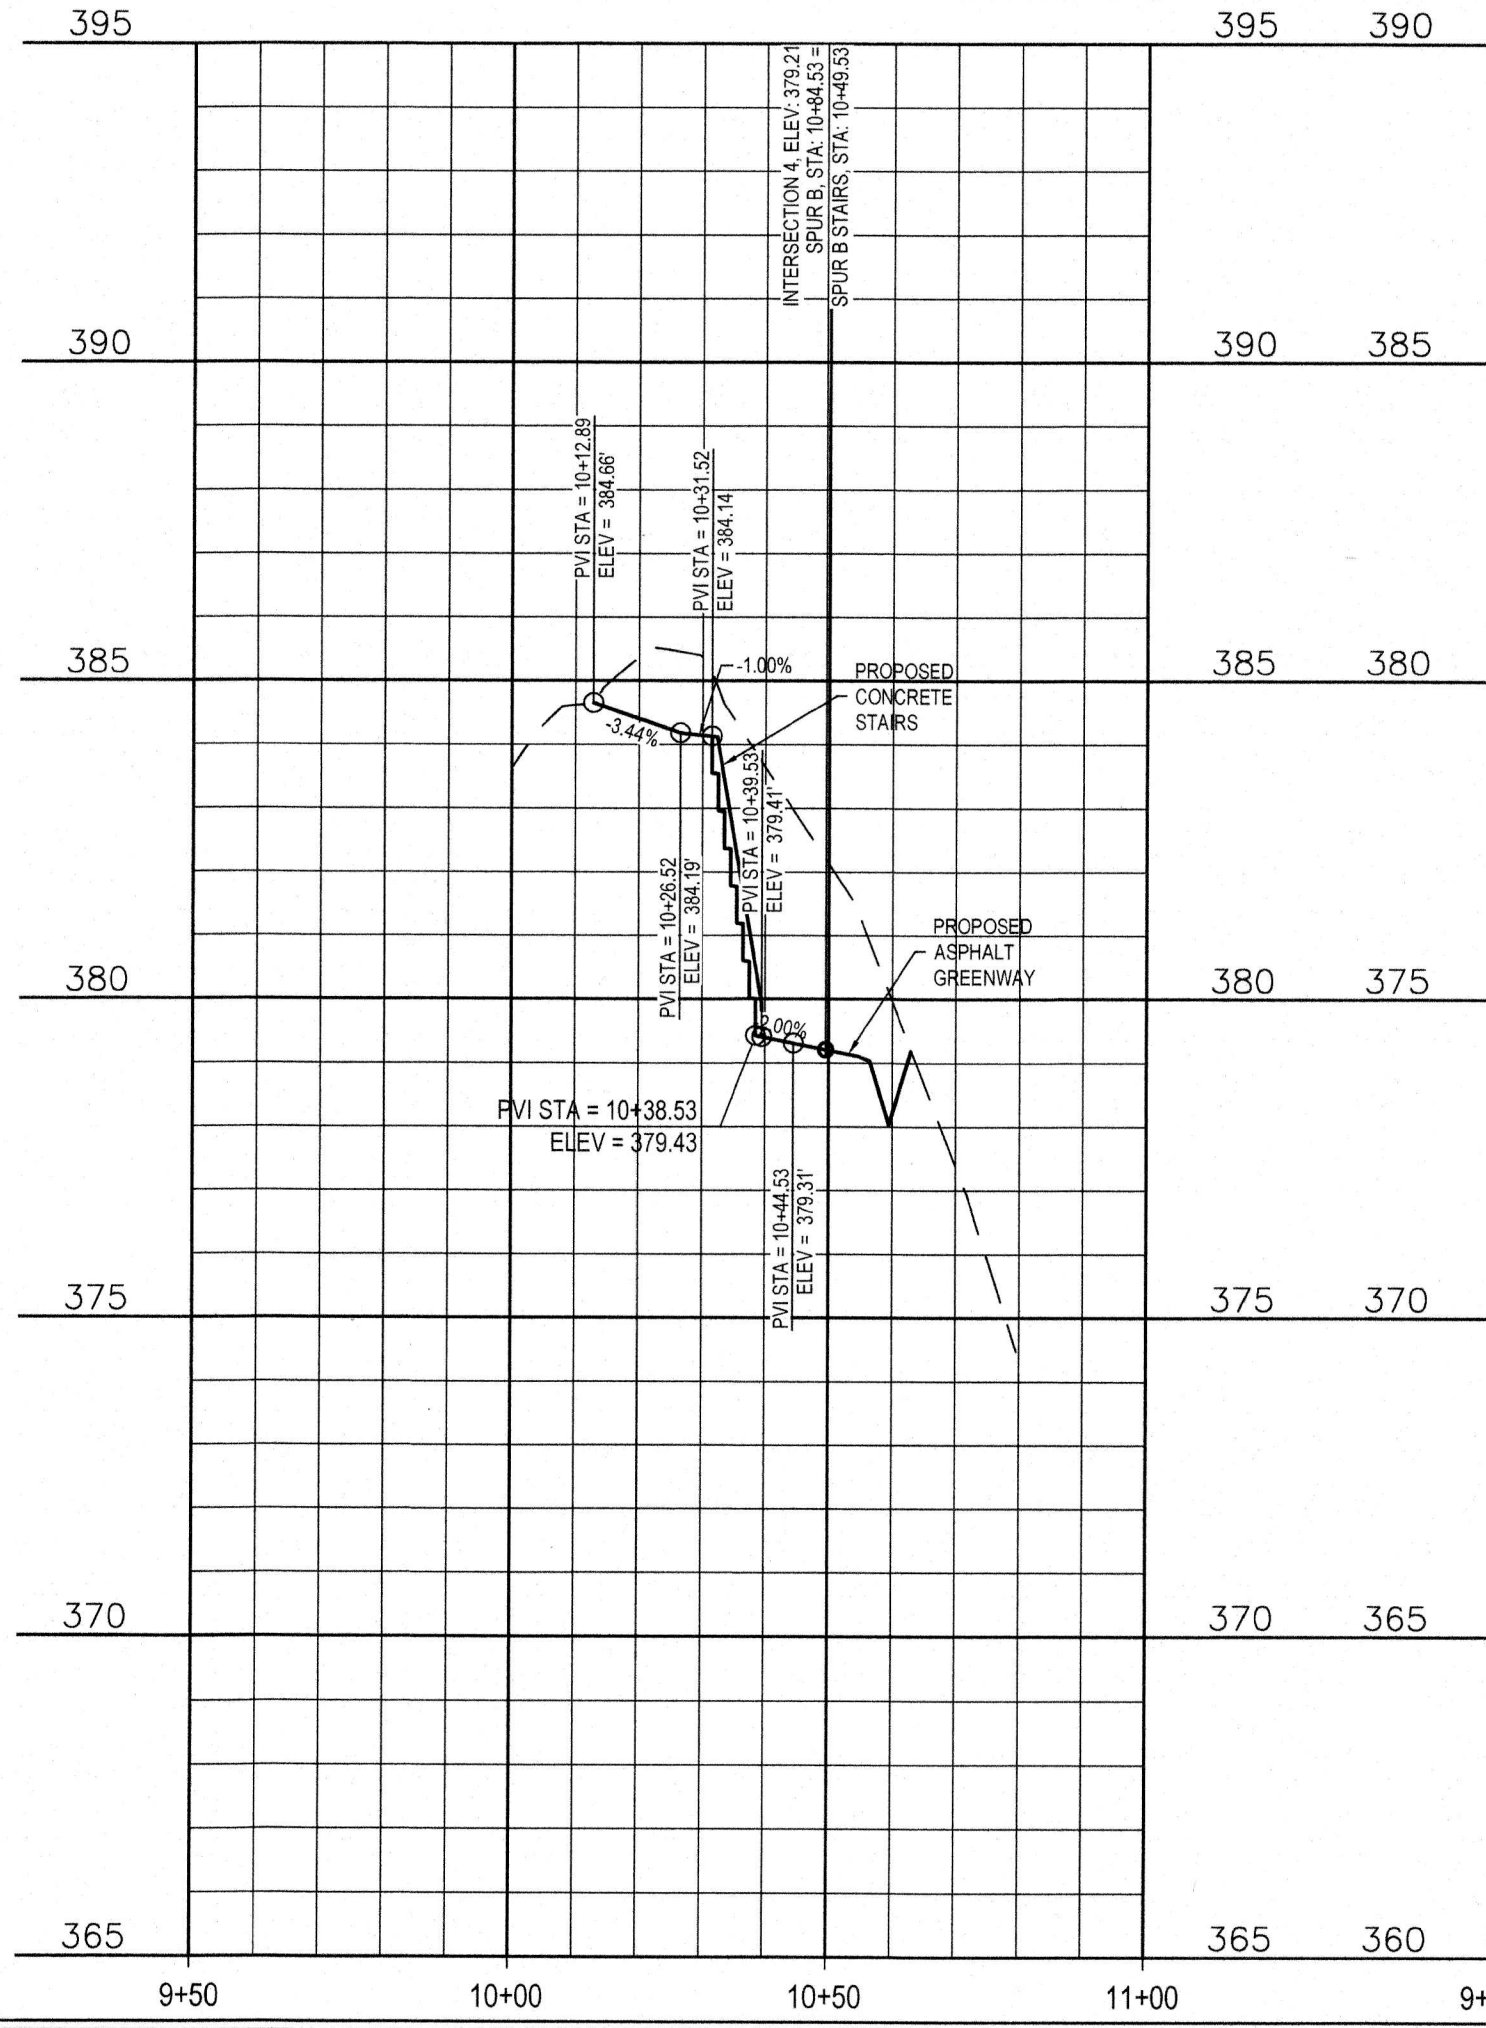 395
395 390
INTERSECTION 4, ELEV: 379.21
SPUR B, STA: 10+84.53 =
SPUR B STAIRS, STA: 10+49.53
390
390 385
PVI STA = 10+12.89
ELEV = 384.66'
PVI STA = 10+31.52
ELEV = 384.14
385
385 380
-1.00%
PROPOSED
CONCRETE
STAIRS
-3.44%
PVI STA = 10+39.53
ELEV = 379.41'
PVI STA = 10+26.52
ELEV = 384.19'
PROPOSED
ASPHALT
GREENWAY
380
380 375
2.00%
PVI STA = 10+38.53
ELEV = 379.43
PVI STA = 10+44.53
ELEV = 379.31'
375
375 370
370
370 365
365
365 360
9+50 10+00 10+50 11+00 9+